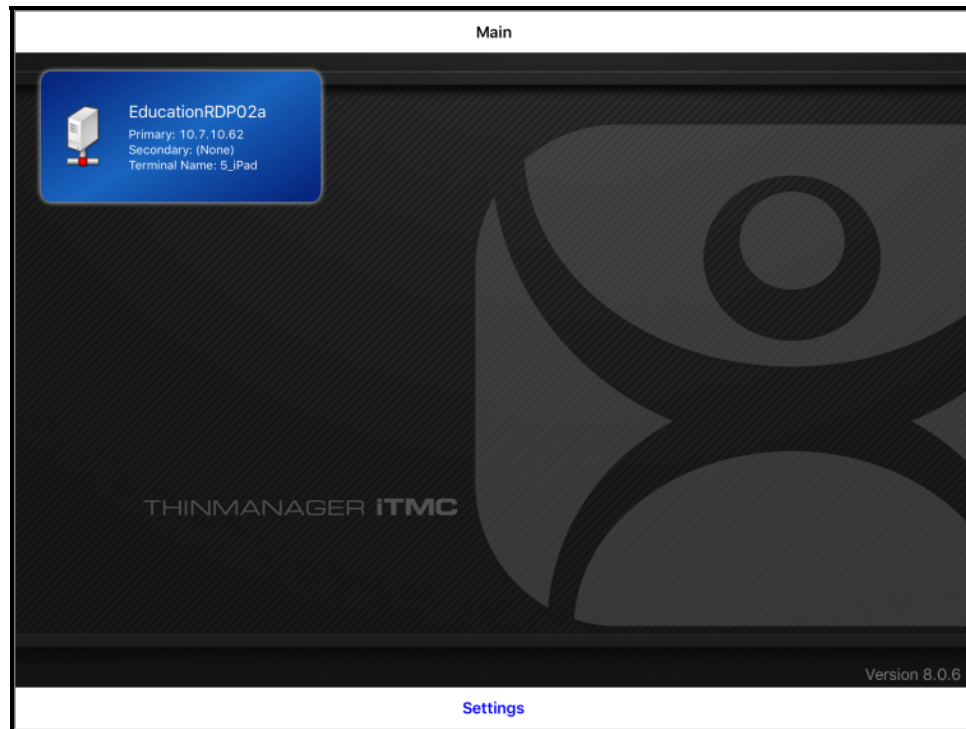 Main
EducationRDP02a
Primary: 10.7.10.62
Secondary: (None)
Terminal Name: 5_iPad
THINMANAGER iTMC
Version 8.0.6
Settings